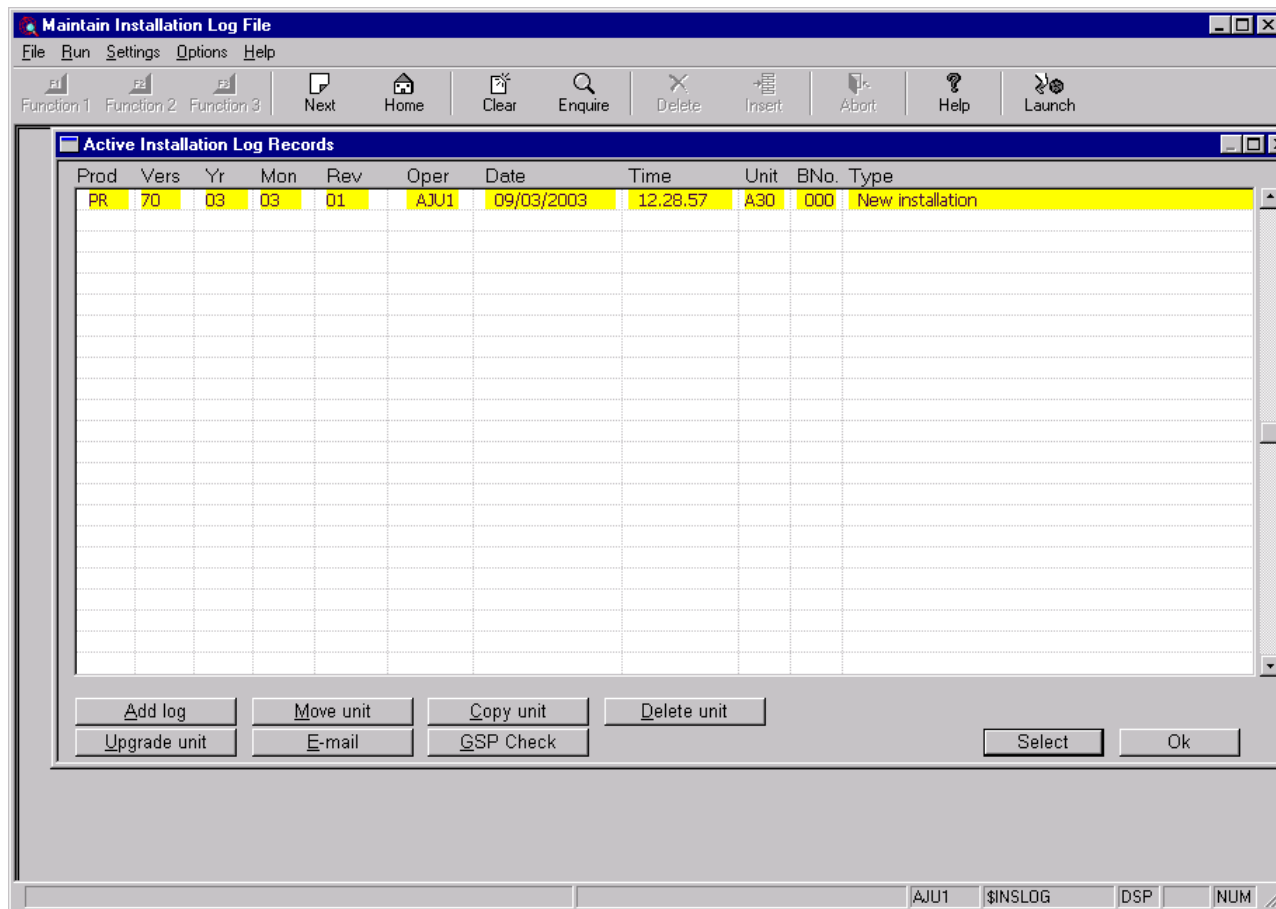 Maintain Installation Log File
File Run Settings Options Help
F1 F2 F3
Function 1 Function 2 Function 3 Next Home Clear Enquire Delete Insert Abort Help Launch
Active Installation Log Records
Prod Vers Yr Mon Rev Oper Date Time Unit BNo. Type
PR 70 03 03 01 AJU1 09/03/2003 12.28.57 A30 000 New installation
Add log Move unit Copy unit Delete unit
Upgrade unit E-mail GSP Check Select Ok
AJU1 $INSLOG DSP NUM